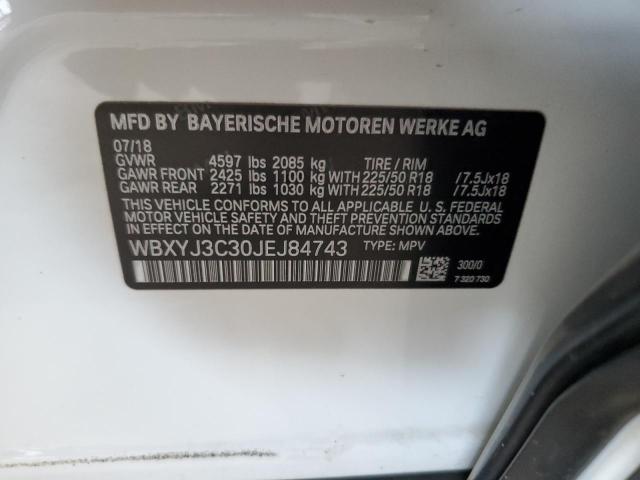 MFD BY BAYERISCHE MOTOREN WERKE AG
07/18
GVWR 4597 lbs 2085 kg TIRE / RIM
GAWR FRONT 2425 lbs 1100 kg WITH 225/50 R18 /7.5Jx18
GAWR REAR 2271 lbs 1030 kg WITH 225/50 R18 /7.5Jx18
THIS VEHICLE CONFORMS TO ALL APPLICABLE U. S. FEDERAL
MOTOR VEHICLE SAFETY AND THEFT PREVENTION STANDARDS
IN EFFECT ON THE DATE OF MANUFACTURE SHOWN ABOVE.
WBXYJ3C30JEJ84743 TYPE: MPV
300/0
7 320 730